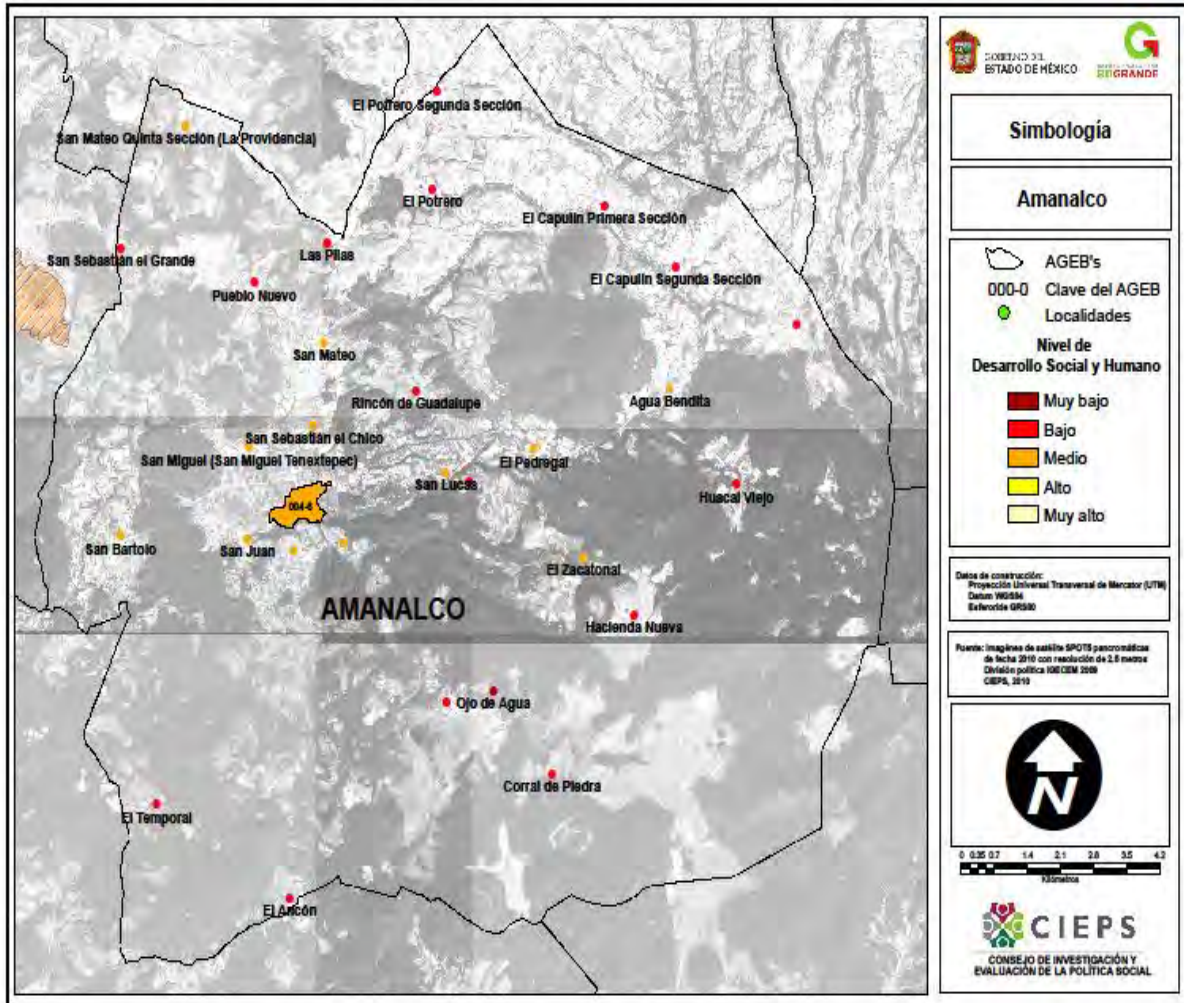 El Potrero Segunda Sección
San Mateo Quinta Sección (La Providencia)
El Potrero
El Capulin Primera Sección
San Sebastián el Grande
Las Pilas
El Capulin Segunda Sección
Pueblo Nuevo
San Mateo
Rincón de Guadalupe
Agua Bendita
San Sebastián el Chico
San Miguel (San Miguel Tenextepec)
El Pedregal
San Lucas
Huacal Viejo
004-6
San Bartolo
San Juan
El Zacatonal
AMANALCO
Hacienda Nueva
Ojo de Agua
Corral de Piedra
El Temporal
El Ancón
GOBIERNO DEL
ESTADO DE MÉXICO
GRANDE
Simbología
Amanalco
AGEB's
000-0 Clave del AGEB
Localidades
Nivel de
Desarrollo Social y Humano
Muy bajo
Bajo
Medio
Alto
Muy alto
Datos de construcción:
Proyección Universal Transversal de Mercator (UTM)
Datum WGS84
Esferoide GRS80
Fuente: Imagénes de satélite SPOT5 pancromáticas
de fecha 2010 con resolución de 2.5 metros
División política IGECEM 2009
CIEPS, 2010
N
0 0.35 0.7 1.4 2.1 2.8 3.5 4.2
Kilómetros
CIEPS
CONSEJO DE INVESTIGACIÓN Y
EVALUACIÓN DE LA POLÍTICA SOCIAL